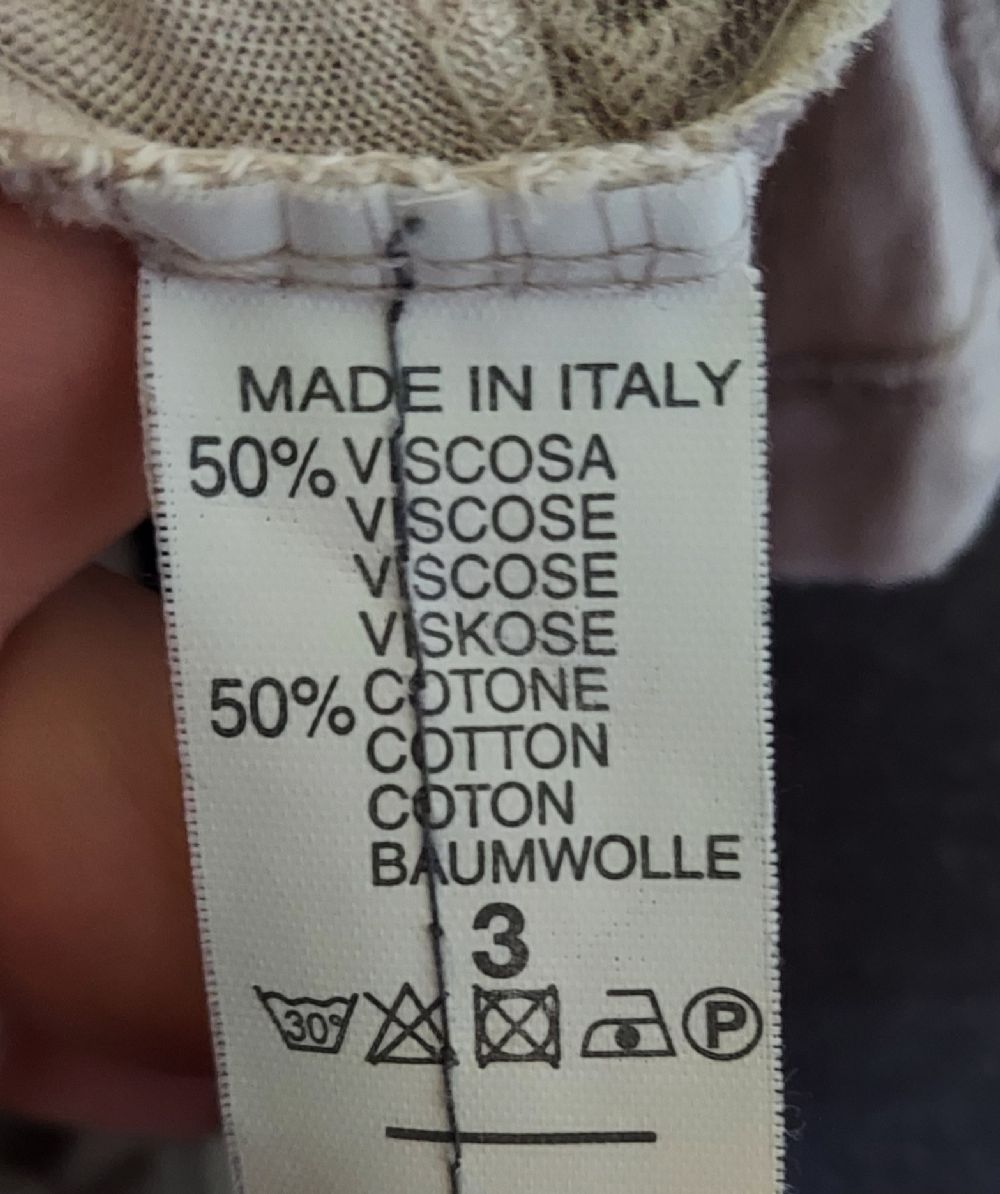 MADE IN ITALY
50% VISCOSA
VISCOSE
VISCOSE
VISKOSE
50% COTONE
COTTON
COTON
BAUMWOLLE
3
30° P